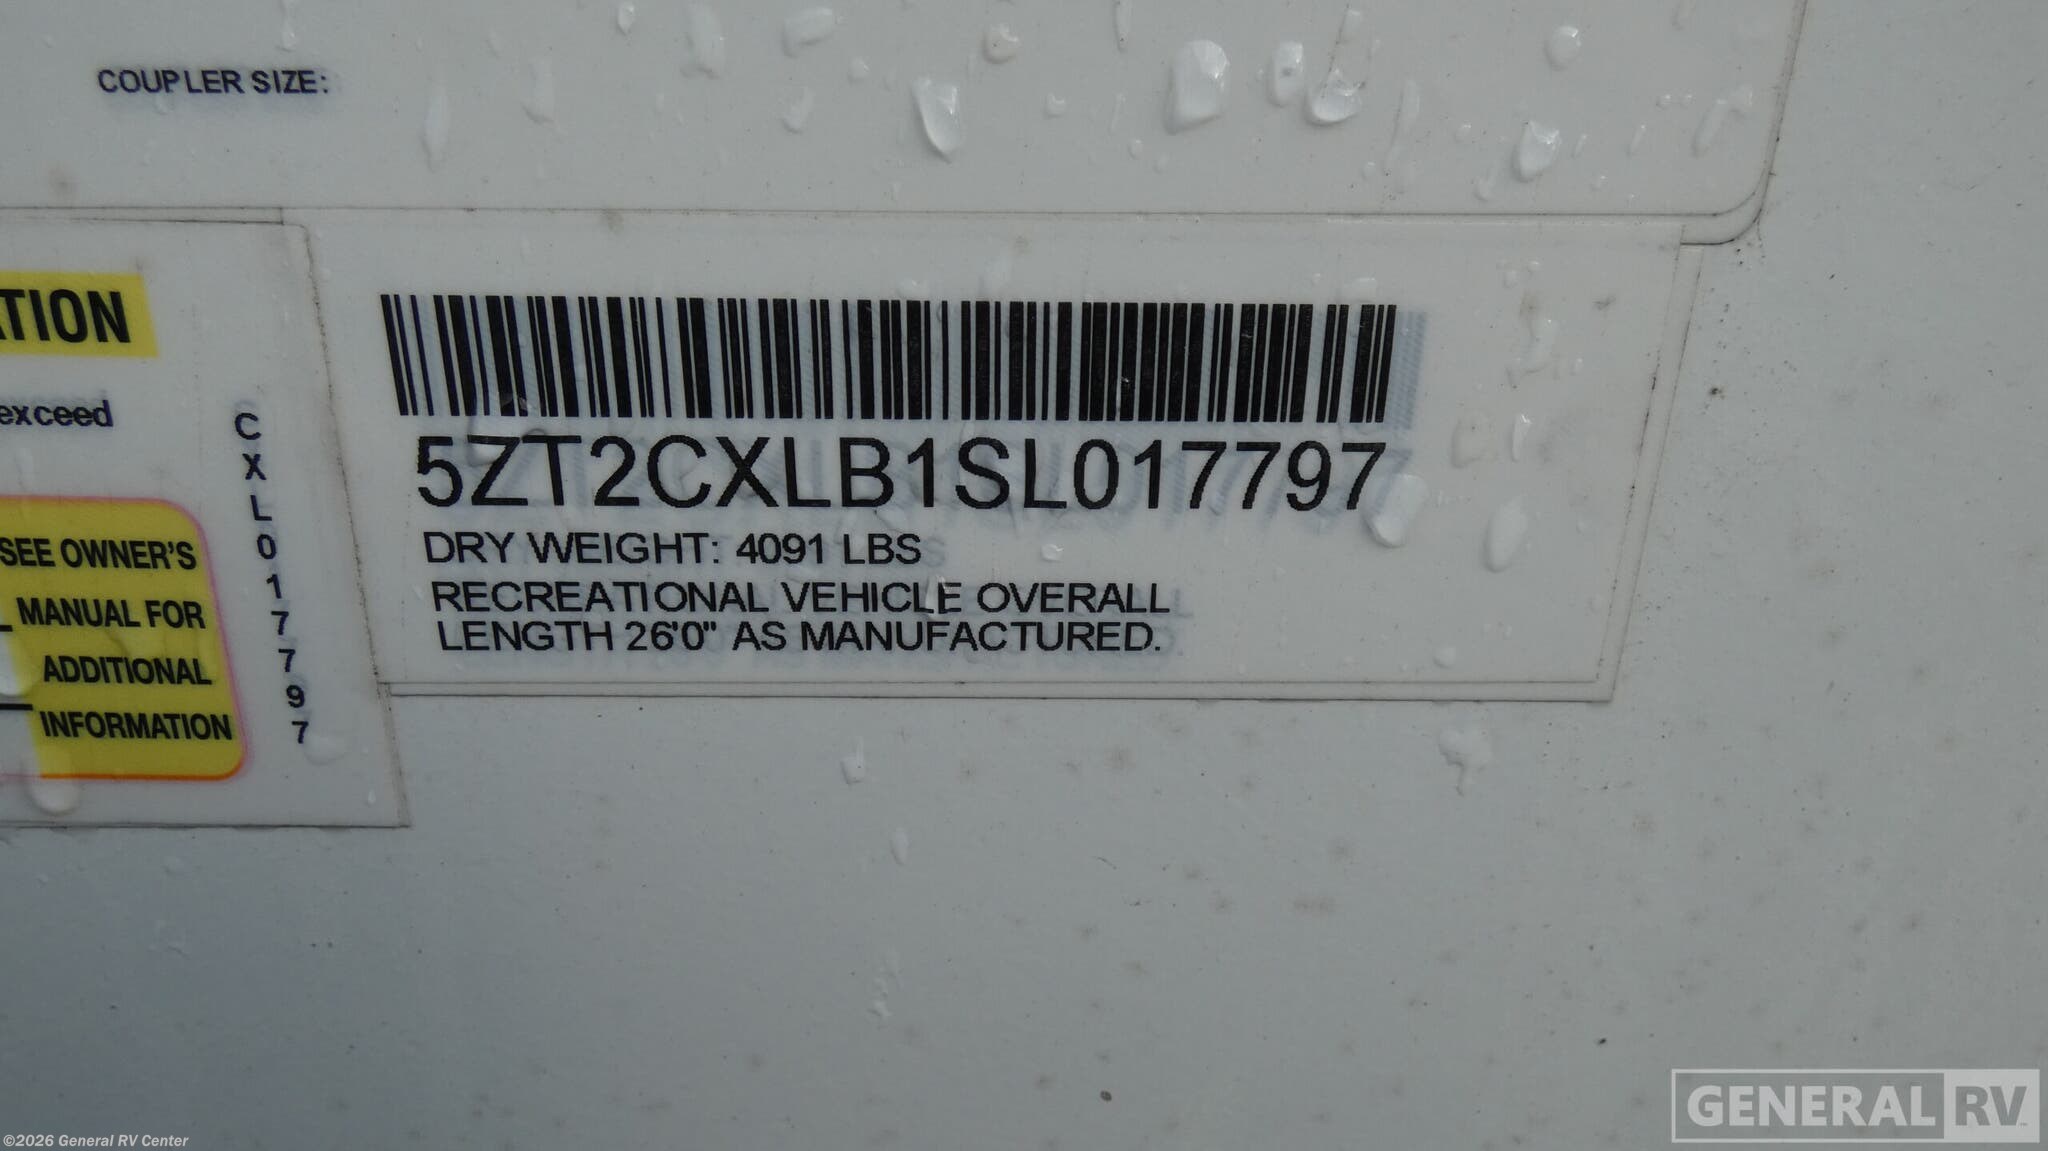 COUPLER SIZE:
ATION
exceed
SEE OWNER'S
MANUAL FOR
ADDITIONAL
INFORMATION
CXL017797
5ZT2CXLB1SL017797
DRY WEIGHT: 4091 LBS
RECREATIONAL VEHICLE OVERALL
LENGTH 26'0" AS MANUFACTURED.
GENERAL RV
©2026 General RV Center